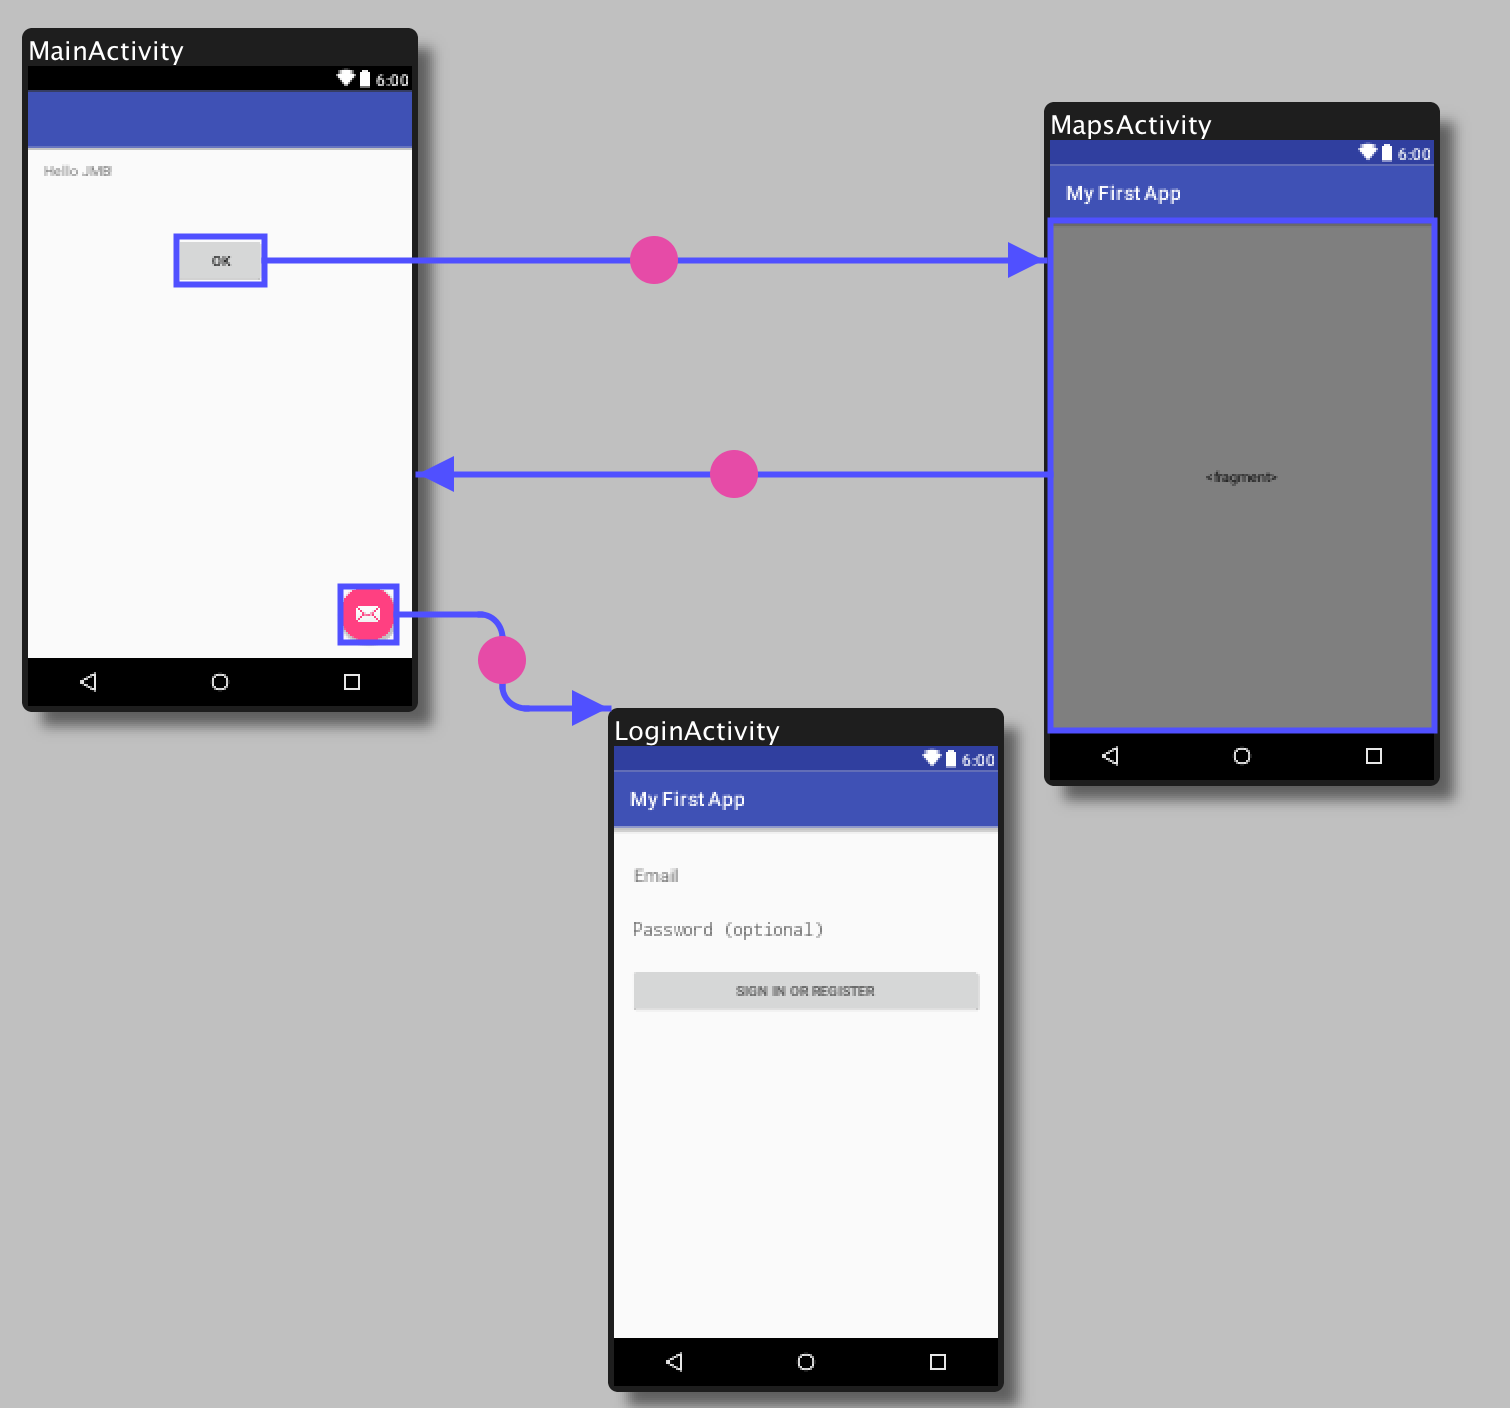 MainActivity
6:00
Hello JMB!
OK
MapsActivity
6:00
My First App
<fragment>
LoginActivity
6:00
My First App
Email
Password (optional)
SIGN IN OR REGISTER